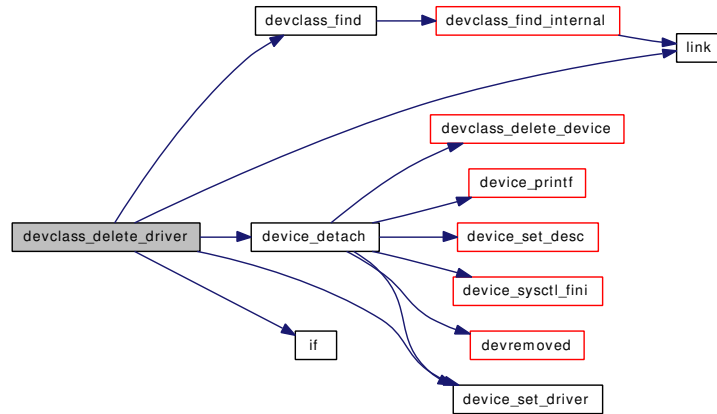 devclass_find
devclass_find_internal
link
devclass_delete_device
device_printf
devclass_delete_driver
device_detach
device_set_desc
device_sysctl_fini
if
devremoved
device_set_driver